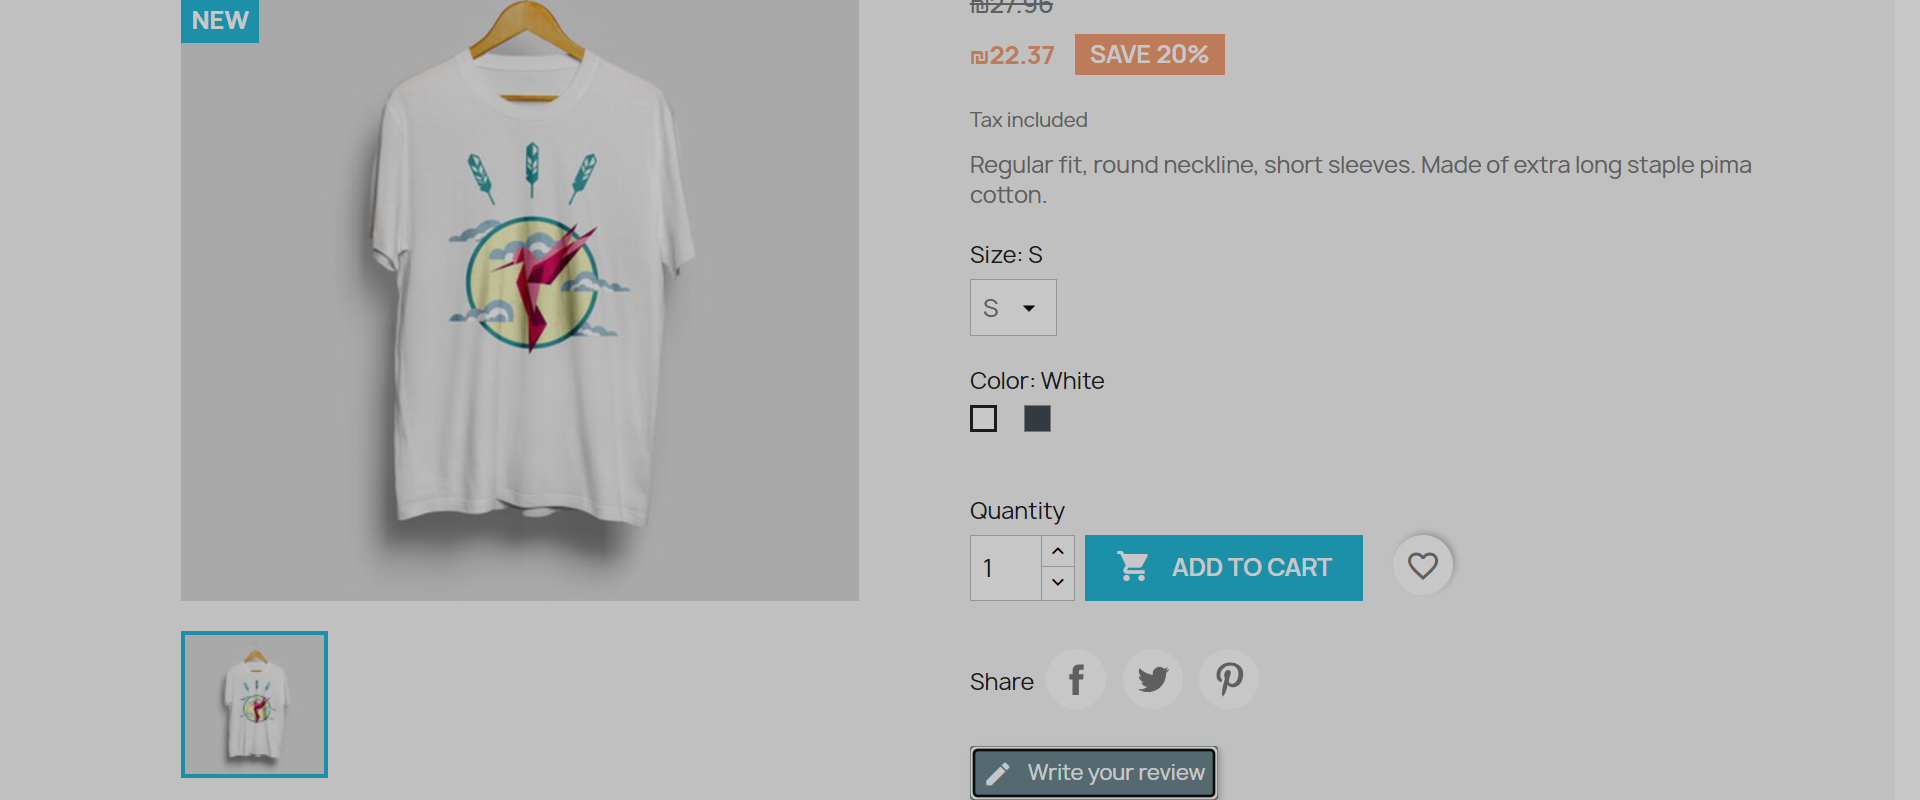 NEW
₪27.96
₪22.37 SAVE 20%
Tax included
Regular fit, round neckline, short sleeves. Made of extra long staple pima
cotton.
Size: S
S
Color: White
Quantity
1 ADD TO CART
Share
Write your review